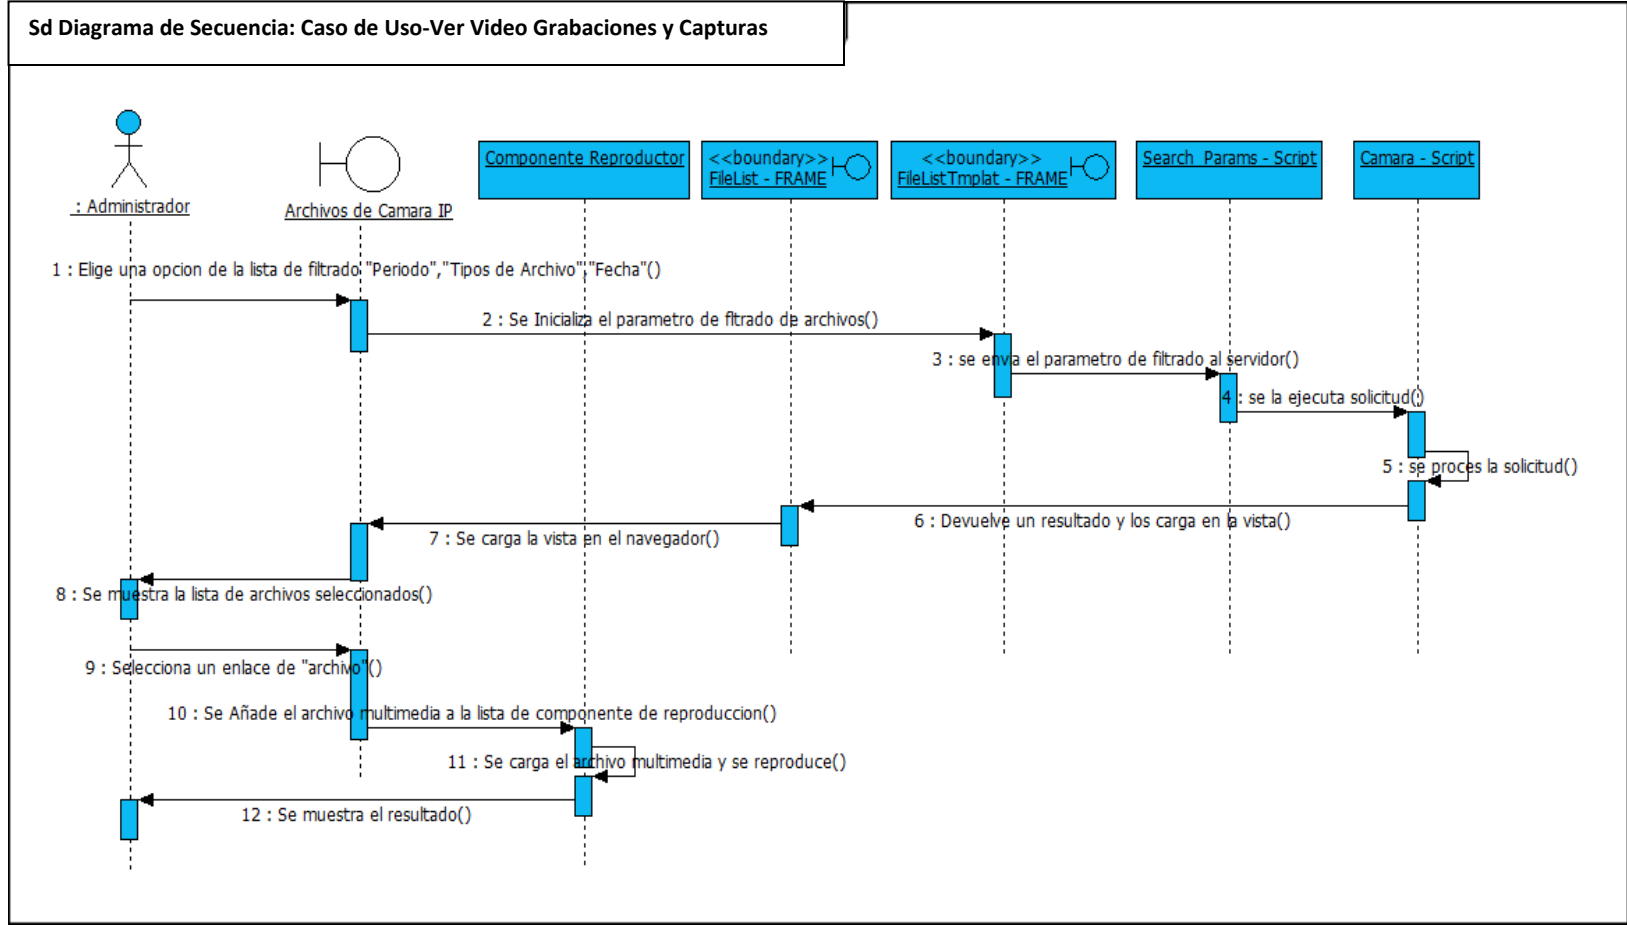 Sd Diagrama de Secuencia: Caso de Uso-Ver Video Grabaciones y Capturas
: Administrador
Archivos de Camara IP
Componente Reproductor
<<boundary>>
FileList - FRAME
<<boundary>>
FileListTmplat - FRAME
Search_Params - Script
Camara - Script
1 : Elige una opcion de la lista de filtrado "Periodo","Tipos de Archivo","Fecha"()
2 : Se Inicializa el parametro de fltrado de archivos()
3 : se envia el parametro de filtrado al servidor()
4 : se la ejecuta solicitud()
5 : se proces la solicitud()
6 : Devuelve un resultado y los carga en la vista()
7 : Se carga la vista en el navegador()
8 : Se muestra la lista de archivos seleccionados()
9 : Selecciona un enlace de "archivo"()
10 : Se Añade el archivo multimedia a la lista de componente de reproduccion()
11 : Se carga el archivo multimedia y se reproduce()
12 : Se muestra el resultado()